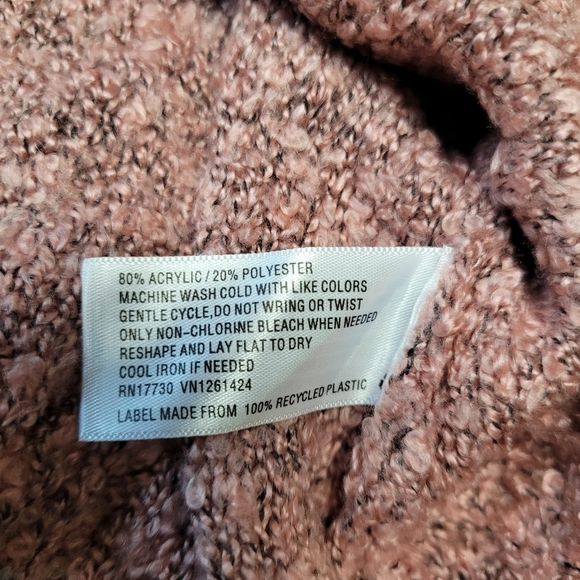 80% ACRYLIC/20% POLYESTER
MACHINE WASH COLD WITH LIKE COLORS
GENTLE CYCLE,DO NOT WRING OR TWIST
ONLY NON-CHLORINE BLEACH WHEN NEEDED
RESHAPE AND LAY FLAT TO DRY
COOL IRON IF NEEDED
RN17730 VN1261424
LABEL MADE FROM 100% RECYCLED PLASTIC